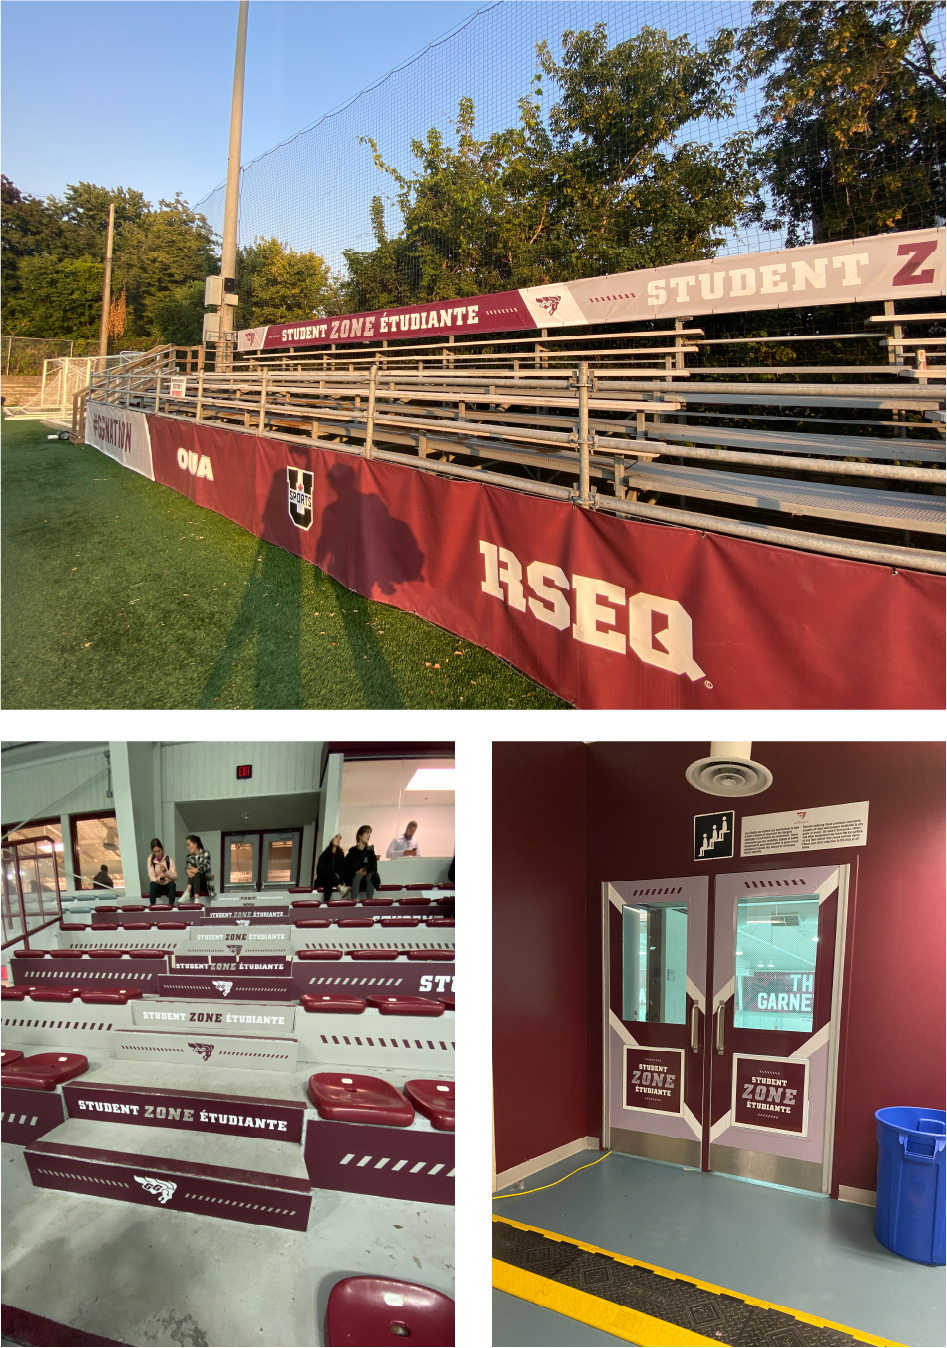 STUDENT ZONE ÉTUDIANTE
STUDENT Z
#GGNATION
OUA
U
SPORTS
RSEQ
©
EXIT
STUDENT ZONE ÉTUDIANTE
STUDENT ZONE ÉTUDIANTE
STUDENT ZONE ÉTUDIANTE
ST
STUDENT ZONE ÉTUDIANTE
STUDENT ZONE ÉTUDIANTE
GG
TH
GARNE
STUDENT
ZONE
ÉTUDIANTE
STUDENT
ZONE
ÉTUDIANTE